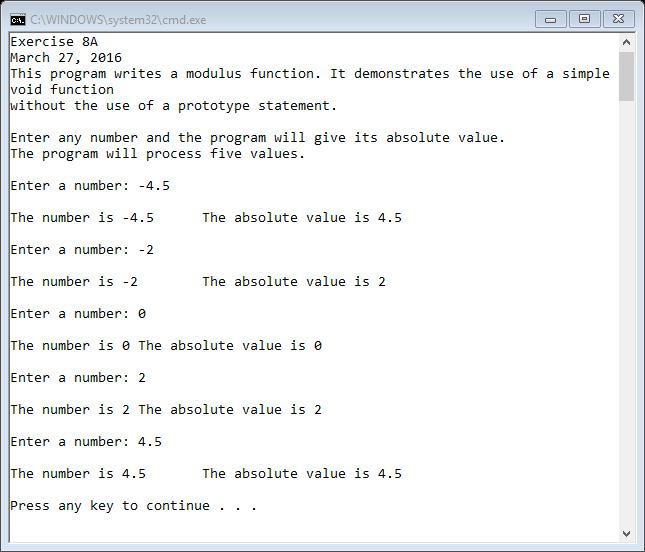 C:\WINDOWS\system32\cmd.exe
Exercise 8A
March 27, 2016
This program writes a modulus function. It demonstrates the use of a simple
void function
without the use of a prototype statement.
Enter any number and the program will give its absolute value.
The program will process five values.
Enter a number: -4.5
The number is -4.5      The absolute value is 4.5
Enter a number: -2
The number is -2        The absolute value is 2
Enter a number: 0
The number is 0 The absolute value is 0
Enter a number: 2
The number is 2 The absolute value is 2
Enter a number: 4.5
The number is 4.5       The absolute value is 4.5
Press any key to continue . . .